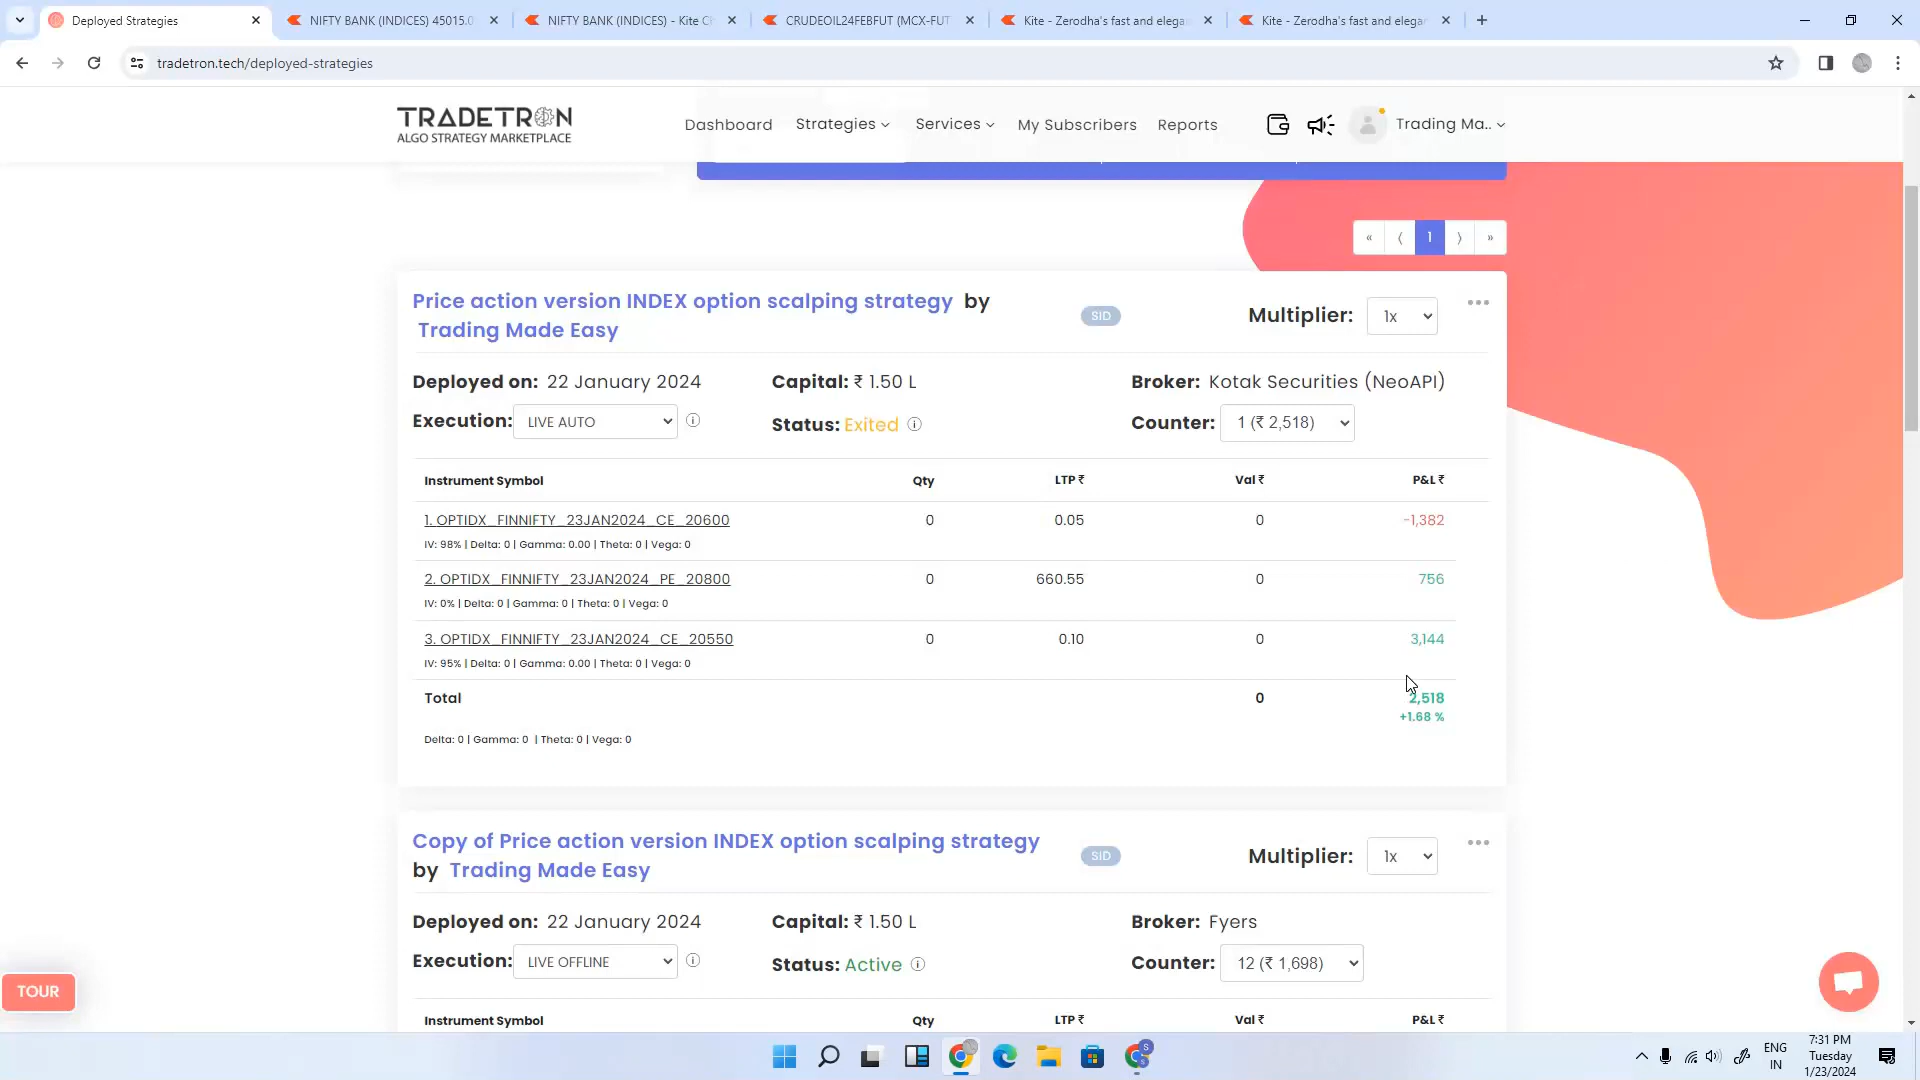 Deployed Strategies
NIFTY BANK (INDICES) 45015.0
NIFTY BANK (INDICES) - Kite Ch
CRUDEOIL24FEBFUT (MCX-FUT
Kite - Zerodha's fast and elegan
Kite - Zerodha's fast and elegan
tradetron.tech/deployed-strategies
TRADETRON
ALGO STRATEGY MARKETPLACE
Dashboard
Strategies
Services
My Subscribers
Reports
Trading Ma..
« ⟨ 1 ⟩ »
Price action version INDEX option scalping strategy by
Trading Made Easy
SID
Multiplier: 1x
Deployed on: 22 January 2024
Capital: ₹ 1.50 L
Broker: Kotak Securities (NeoAPI)
Execution: LIVE AUTO
Status: Exited
Counter: 1 (₹ 2,518)
Instrument Symbol Qty LTP ₹ Val ₹ P&L ₹
1. OPTIDX_FINNIFTY_23JAN2024_CE_20600 0 0.05 0 -1,382
IV: 98% | Delta: 0 | Gamma: 0.00 | Theta: 0 | Vega: 0
2. OPTIDX_FINNIFTY_23JAN2024_PE_20800 0 660.55 0 756
IV: 0% | Delta: 0 | Gamma: 0 | Theta: 0 | Vega: 0
3. OPTIDX_FINNIFTY_23JAN2024_CE_20550 0 0.10 0 3,144
IV: 95% | Delta: 0 | Gamma: 0.00 | Theta: 0 | Vega: 0
Total 0 2,518
+1.68 %
Delta: 0 | Gamma: 0 | Theta: 0 | Vega: 0
Copy of Price action version INDEX option scalping strategy
by Trading Made Easy
SID
Multiplier: 1x
Deployed on: 22 January 2024
Capital: ₹ 1.50 L
Broker: Fyers
Execution: LIVE OFFLINE
Status: Active
Counter: 12 (₹ 1,698)
Instrument Symbol Qty LTP ₹ Val ₹ P&L ₹
TOUR
S
ENG
IN
7:31 PM
Tuesday
1/23/2024